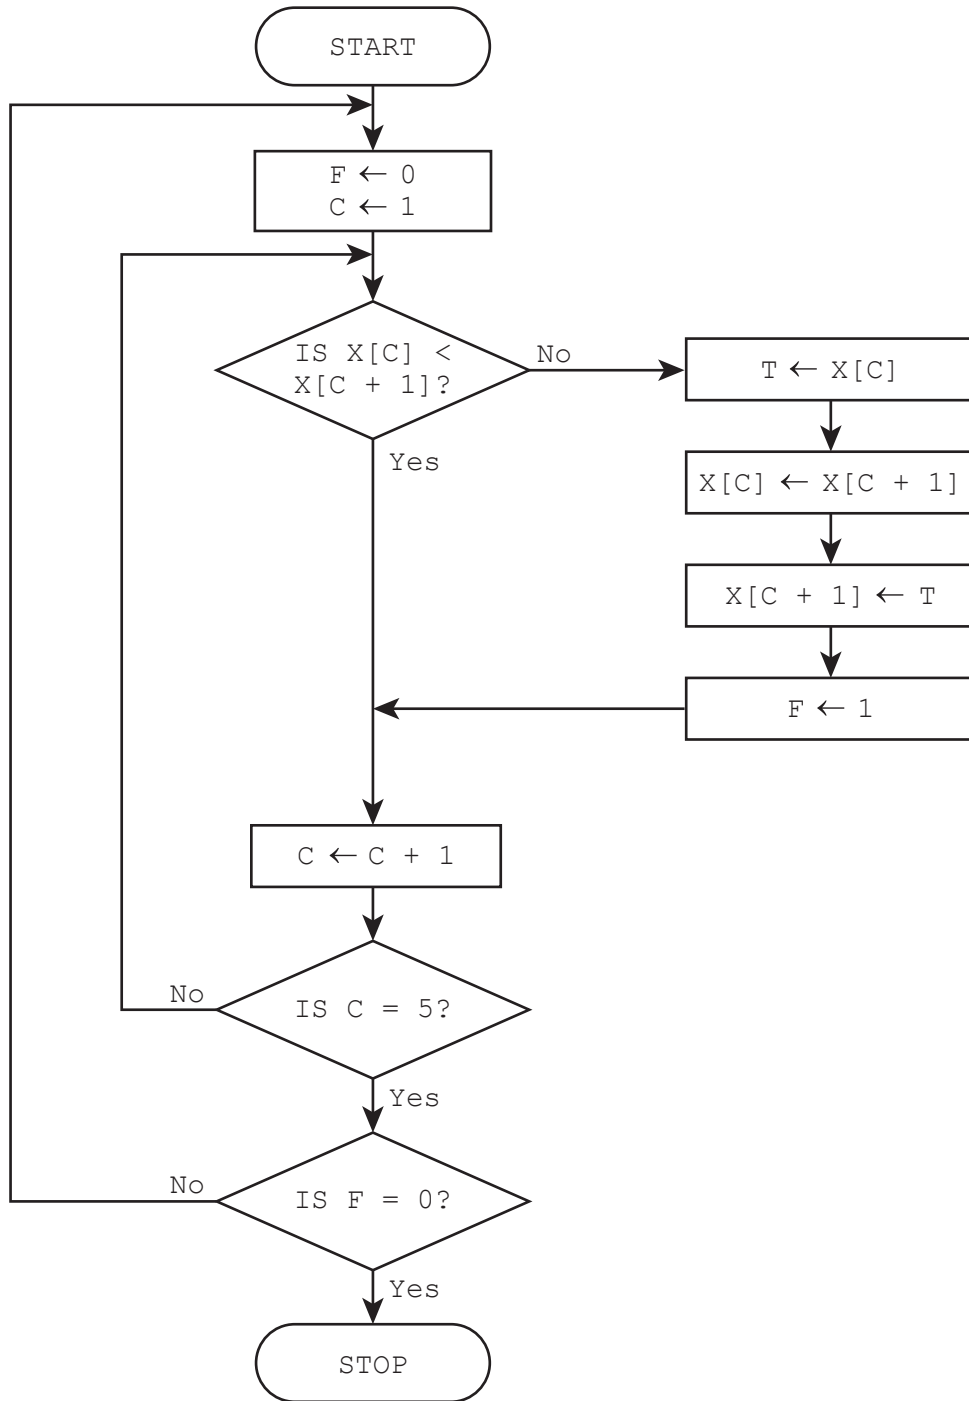 START
F ← 0
C ← 1
IS X[C] <
X[C + 1]?
No
T ← X[C]
Yes
X[C] ← X[C + 1]
X[C + 1] ← T
F ← 1
C ← C + 1
No
IS C = 5?
Yes
No
IS F = 0?
Yes
STOP